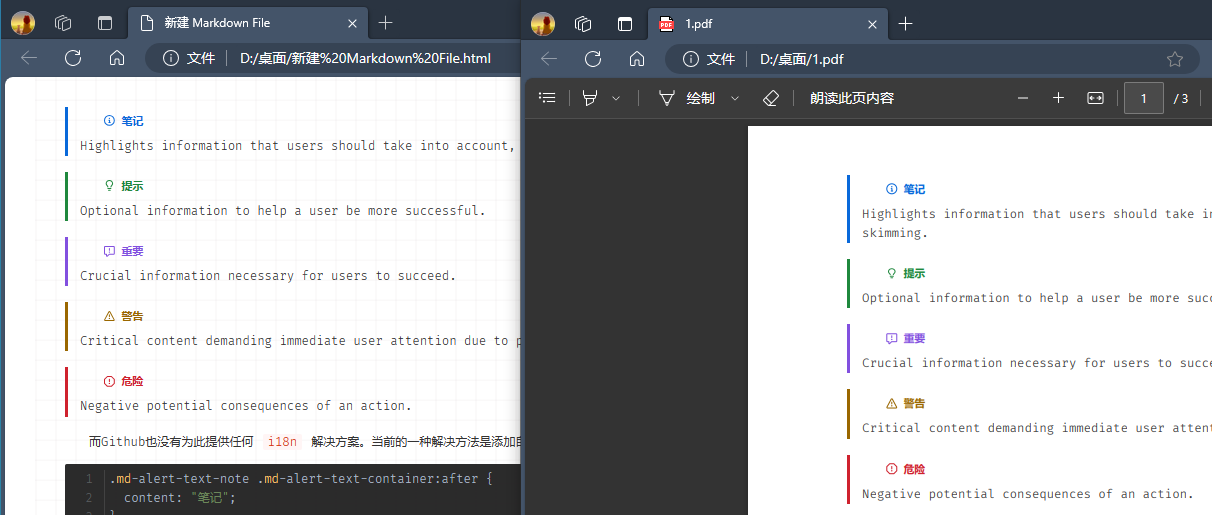 新建 Markdown File
文件
D:/桌面/新建%20Markdown%20File.html
笔记
Highlights information that users should take into account,
提示
Optional information to help a user be more successful.
重要
Crucial information necessary for users to succeed.
警告
Critical content demanding immediate user attention due to
危险
Negative potential consequences of an action.
而Github也没有为此提供任何 i18n 解决方案。当前的一种解决方法是添加
1 .md-alert-text-note .md-alert-text-container:after {
2 content: "笔记";
1.pdf
文件
D:/桌面/1.pdf
绘制
朗读此页内容
1 / 3
笔记
Highlights information that users should take
skimming.
提示
Optional information to help a user be more
重要
Crucial information necessary for users to
警告
Critical content demanding immediate user
危险
Negative potential consequences of an action.